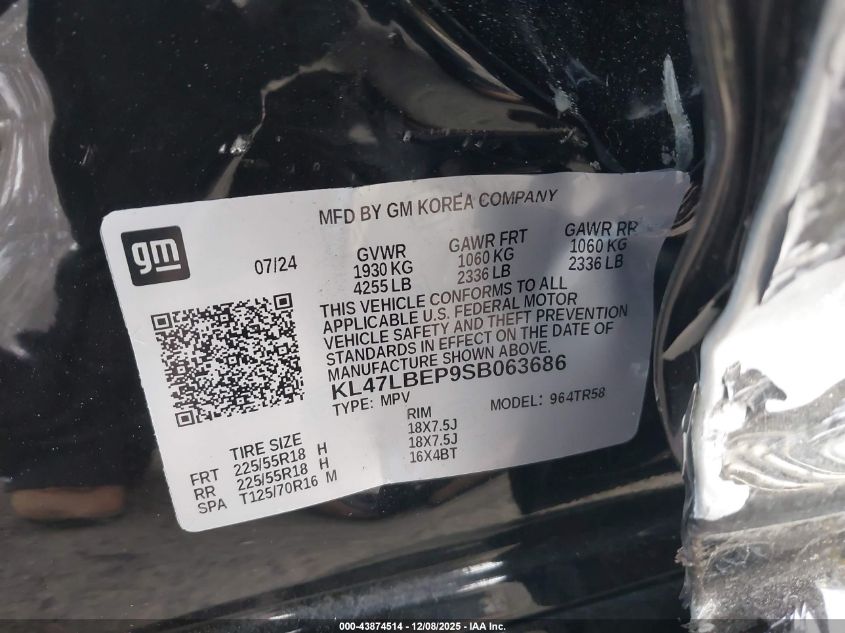 MFD BY GM KOREA COMPANY
gm
07/24
GVWR GAWR FRT GAWR RR
1930 KG 1060 KG 1060 KG
4255 LB 2336 LB 2336 LB
THIS VEHICLE CONFORMS TO ALL
APPLICABLE U.S. FEDERAL MOTOR
VEHICLE SAFETY AND THEFT PREVENTION
STANDARDS IN EFFECT ON THE DATE OF
MANUFACTURE SHOWN ABOVE.
KL47LBEP9SB063686
TYPE: MPV MODEL: 964TR58
TIRE SIZE RIM
FRT 225/55R18 H 18X7.5J
RR 225/55R18 H 18X7.5J
SPA T125/70R16 M 16X4BT
000-43874514 - 12/08/2025 - IAA Inc.